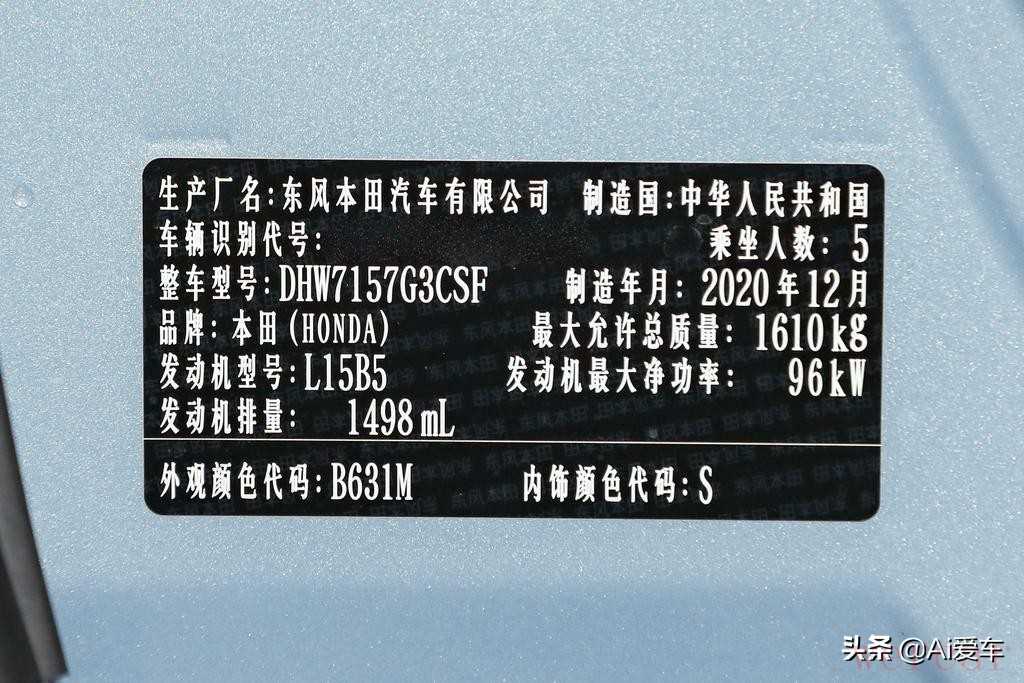 生产厂名:东风本田汽车有限公司 制造国:中华人民共和国
车辆识别代号: 乘坐人数: 5
整车型号:DHW7157G3CSF 制造年月: 2020年12月
品牌: 本田(HONDA) 最大允许总质量: 1610kg
发动机型号:L15B5 发动机最大净功率: 96kW
发动机排量: 1498mL
外观颜色代码:B631M 内饰颜色代码:S
头条 @Ai爱车